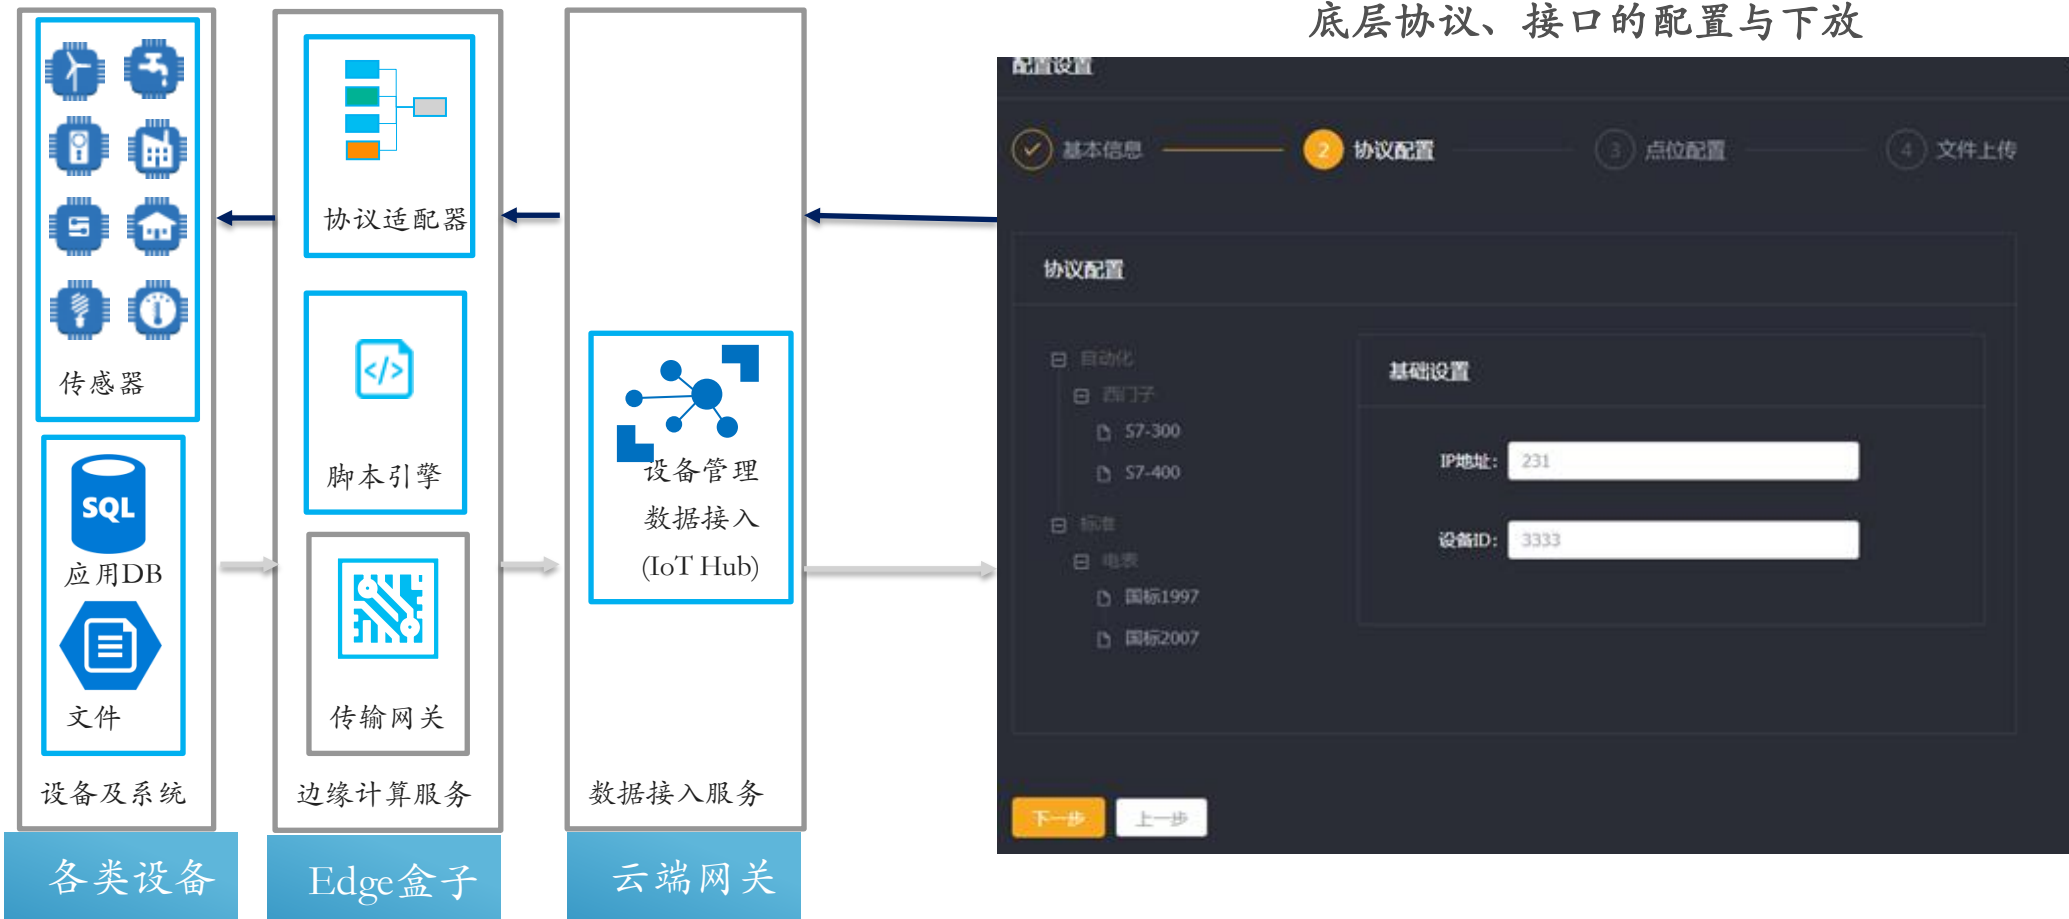 底层协议、接口的配置与下放
传感器
SQL
应用DB
文件
设备及系统
各类设备
协议适配器
</>
脚本引擎
传输网关
边缘计算服务
Edge盒子
设备管理
数据接入
(IoT Hub)
数据接入服务
云端网关
配置设置
基本信息
2 协议配置
3 点位配置
4 文件上传
协议配置
自动化
西门子
S7-300
S7-400
标准
电表
国标1997
国标2007
基础设置
IP地址: 231
设备ID: 3333
下一步
上一步